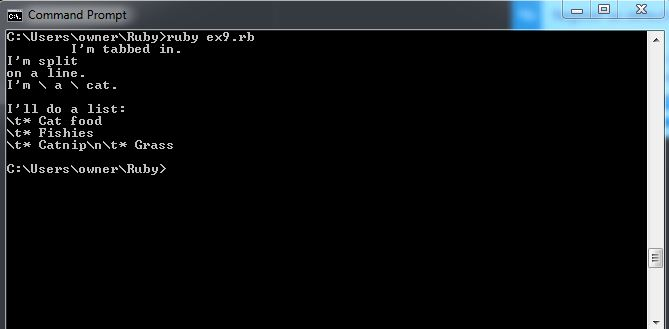 Command Prompt
C:\Users\owner\Ruby>ruby ex9.rb
I'm tabbed in.
I'm split
on a line.
I'm \ a \ cat.
I'll do a list:
\t* Cat food
\t* Fishies
\t* Catnip\n\t* Grass
C:\Users\owner\Ruby>